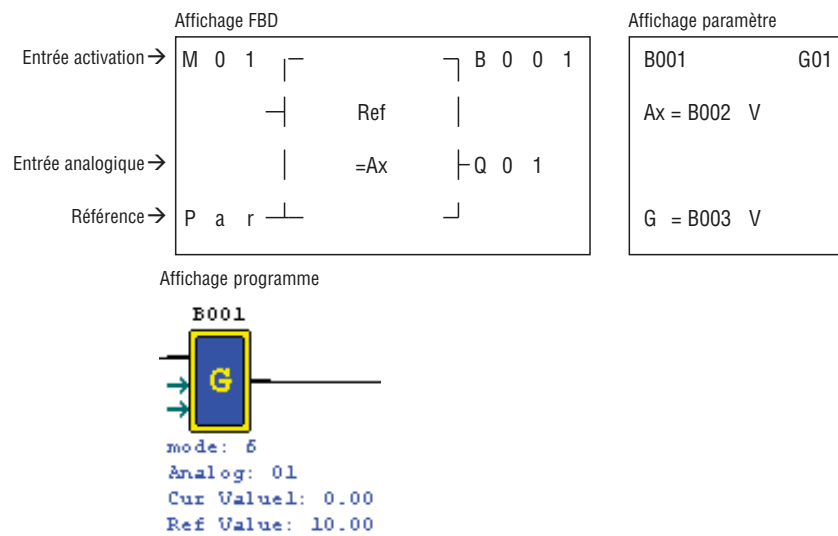 Affichage FBD
Affichage paramètre
Entrée activation → M 0 1 B 0 0 1
B001 G01
Ref
Ax = B002 V
Entrée analogique → =Ax Q 0 1
Référence → P a r
G = B003 V
Affichage programme
B001
G
mode: 6
Analog: 01
Cur Value1: 0.00
Ref Value: 10.00